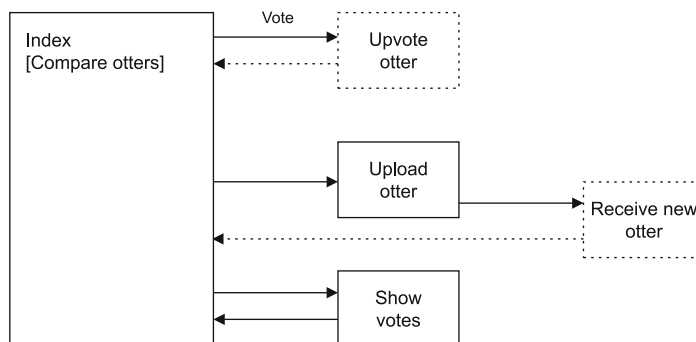 Index
[Compare otters]
Vote
Upvote
otter
Upload
otter
Receive new
otter
Show
votes